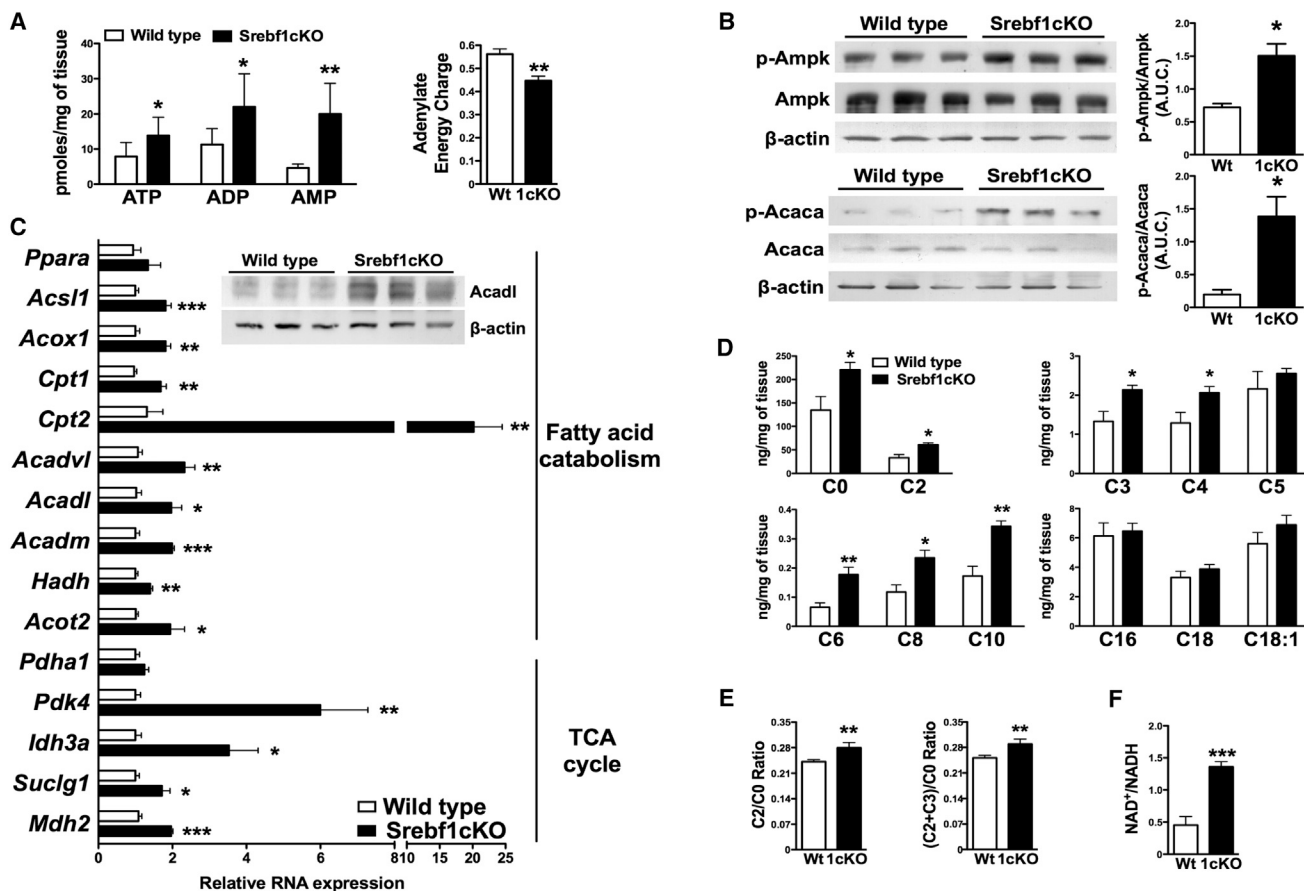 A
Wild type Srebf1cKO
pmoles/mg of tissue
40
30
20
10
0
* * **
ATP ADP AMP
Adenylate
Energy Charge
0.6
0.5
0.4
0.3
0.2
0.1
0
**
Wt 1cKO
B
Wild type Srebf1cKO
p-Ampk
Ampk
β-actin
p-Ampk/Ampk
(A.U.C.)
2.0
1.5
1.0
0.5
0.0
*
Wt 1cKO
Wild type Srebf1cKO
p-Acaca
Acaca
β-actin
p-Acaca/Acaca
(A.U.C.)
2.0
1.5
1.0
0.5
0.0
*
Wt 1cKO
C
Ppara
Acsl1 ***
Acox1 **
Cpt1 **
Cpt2 **
Acadvl **
Acadl *
Acadm ***
Hadh **
Acot2 *
Pdha1
Pdk4 **
Idh3a *
Suclg1 *
Mdh2 ***
Wild type Srebf1cKO
Acadl
β-actin
Fatty acid
catabolism
TCA
cycle
Wild type
Srebf1cKO
0 2 4 6 8 10 15 20 25
Relative RNA expression
D
Wild type
Srebf1cKO
ng/mg of tissue
250
200
150
100
50
0
* *
C0 C2
ng/mg of tissue
3
2
1
0
* *
C3 C4 C5
ng/mg of tissue
0.4
0.3
0.2
0.1
0
** * **
C6 C8 C10
ng/mg of tissue
8
6
4
2
0
C16 C18 C18:1
E
C2/C0 Ratio
0.35
0.28
0.21
0.14
0.07
0
**
Wt 1cKO
(C2+C3)/C0 Ratio
0.35
0.28
0.21
0.14
0.07
0
**
Wt 1cKO
F
NAD⁺/NADH
2.0
1.5
1.0
0.5
0.0
***
Wt 1cKO